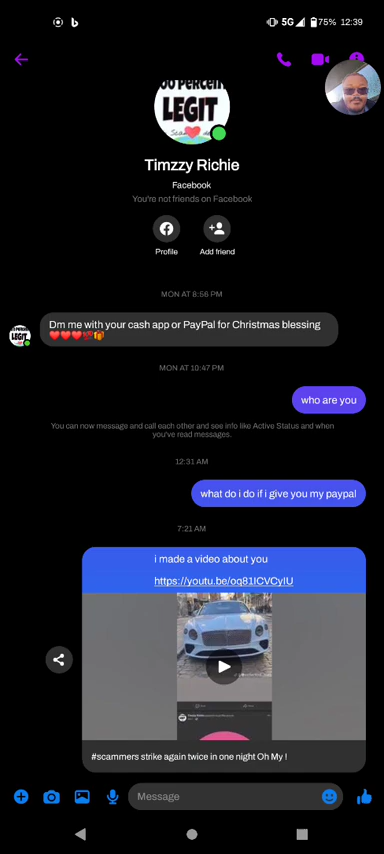 5G 75% 12:39
100 PERCENT
LEGIT
Timzzy Richie
Facebook
You're not friends on Facebook
Profile
Add friend
MON AT 8:56 PM
Dm me with your cash app or PayPal for Christmas blessing
❤️❤️❤️💕🎁
MON AT 10:47 PM
who are you
You can now message and call each other and see info like Active Status and when
you've read messages.
12:31 AM
what do i do if i give you my paypal
7:21 AM
i made a video about you
https://youtu.be/oq81lCVCyIU
#scammers strike again twice in one night Oh My !
Message